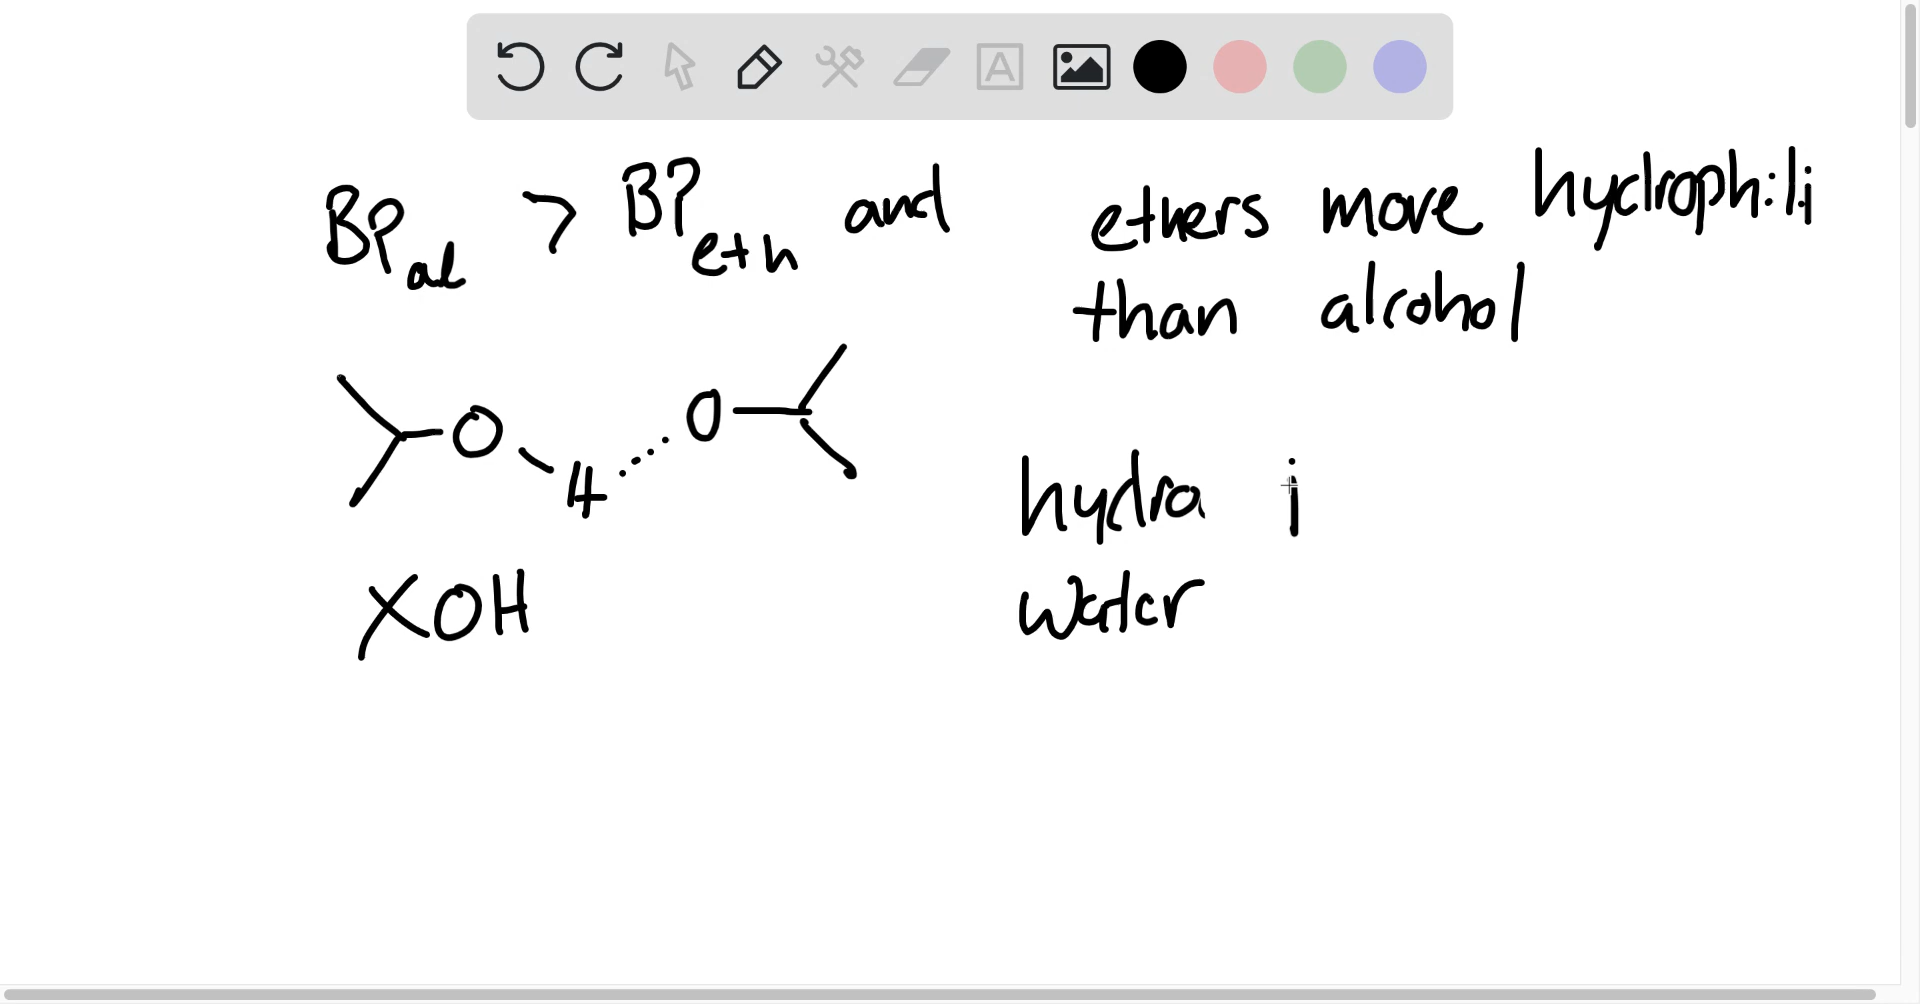 BPal > BPeth and ethers more hydrophili
than alcohol
O O
H
hydro i
XOH
water
A